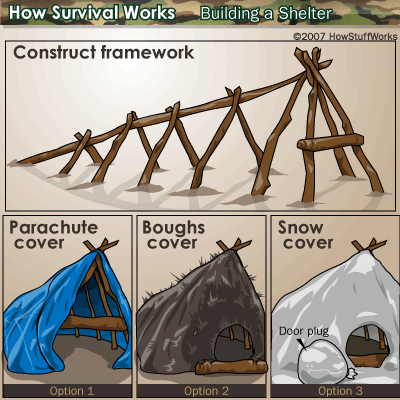 How Survival Works Building a Shelter
©2007 HowStuffWorks
Construct framework
Parachute
cover
Option 1
Boughs
cover
Option 2
Snow
cover
Door plug
Option 3